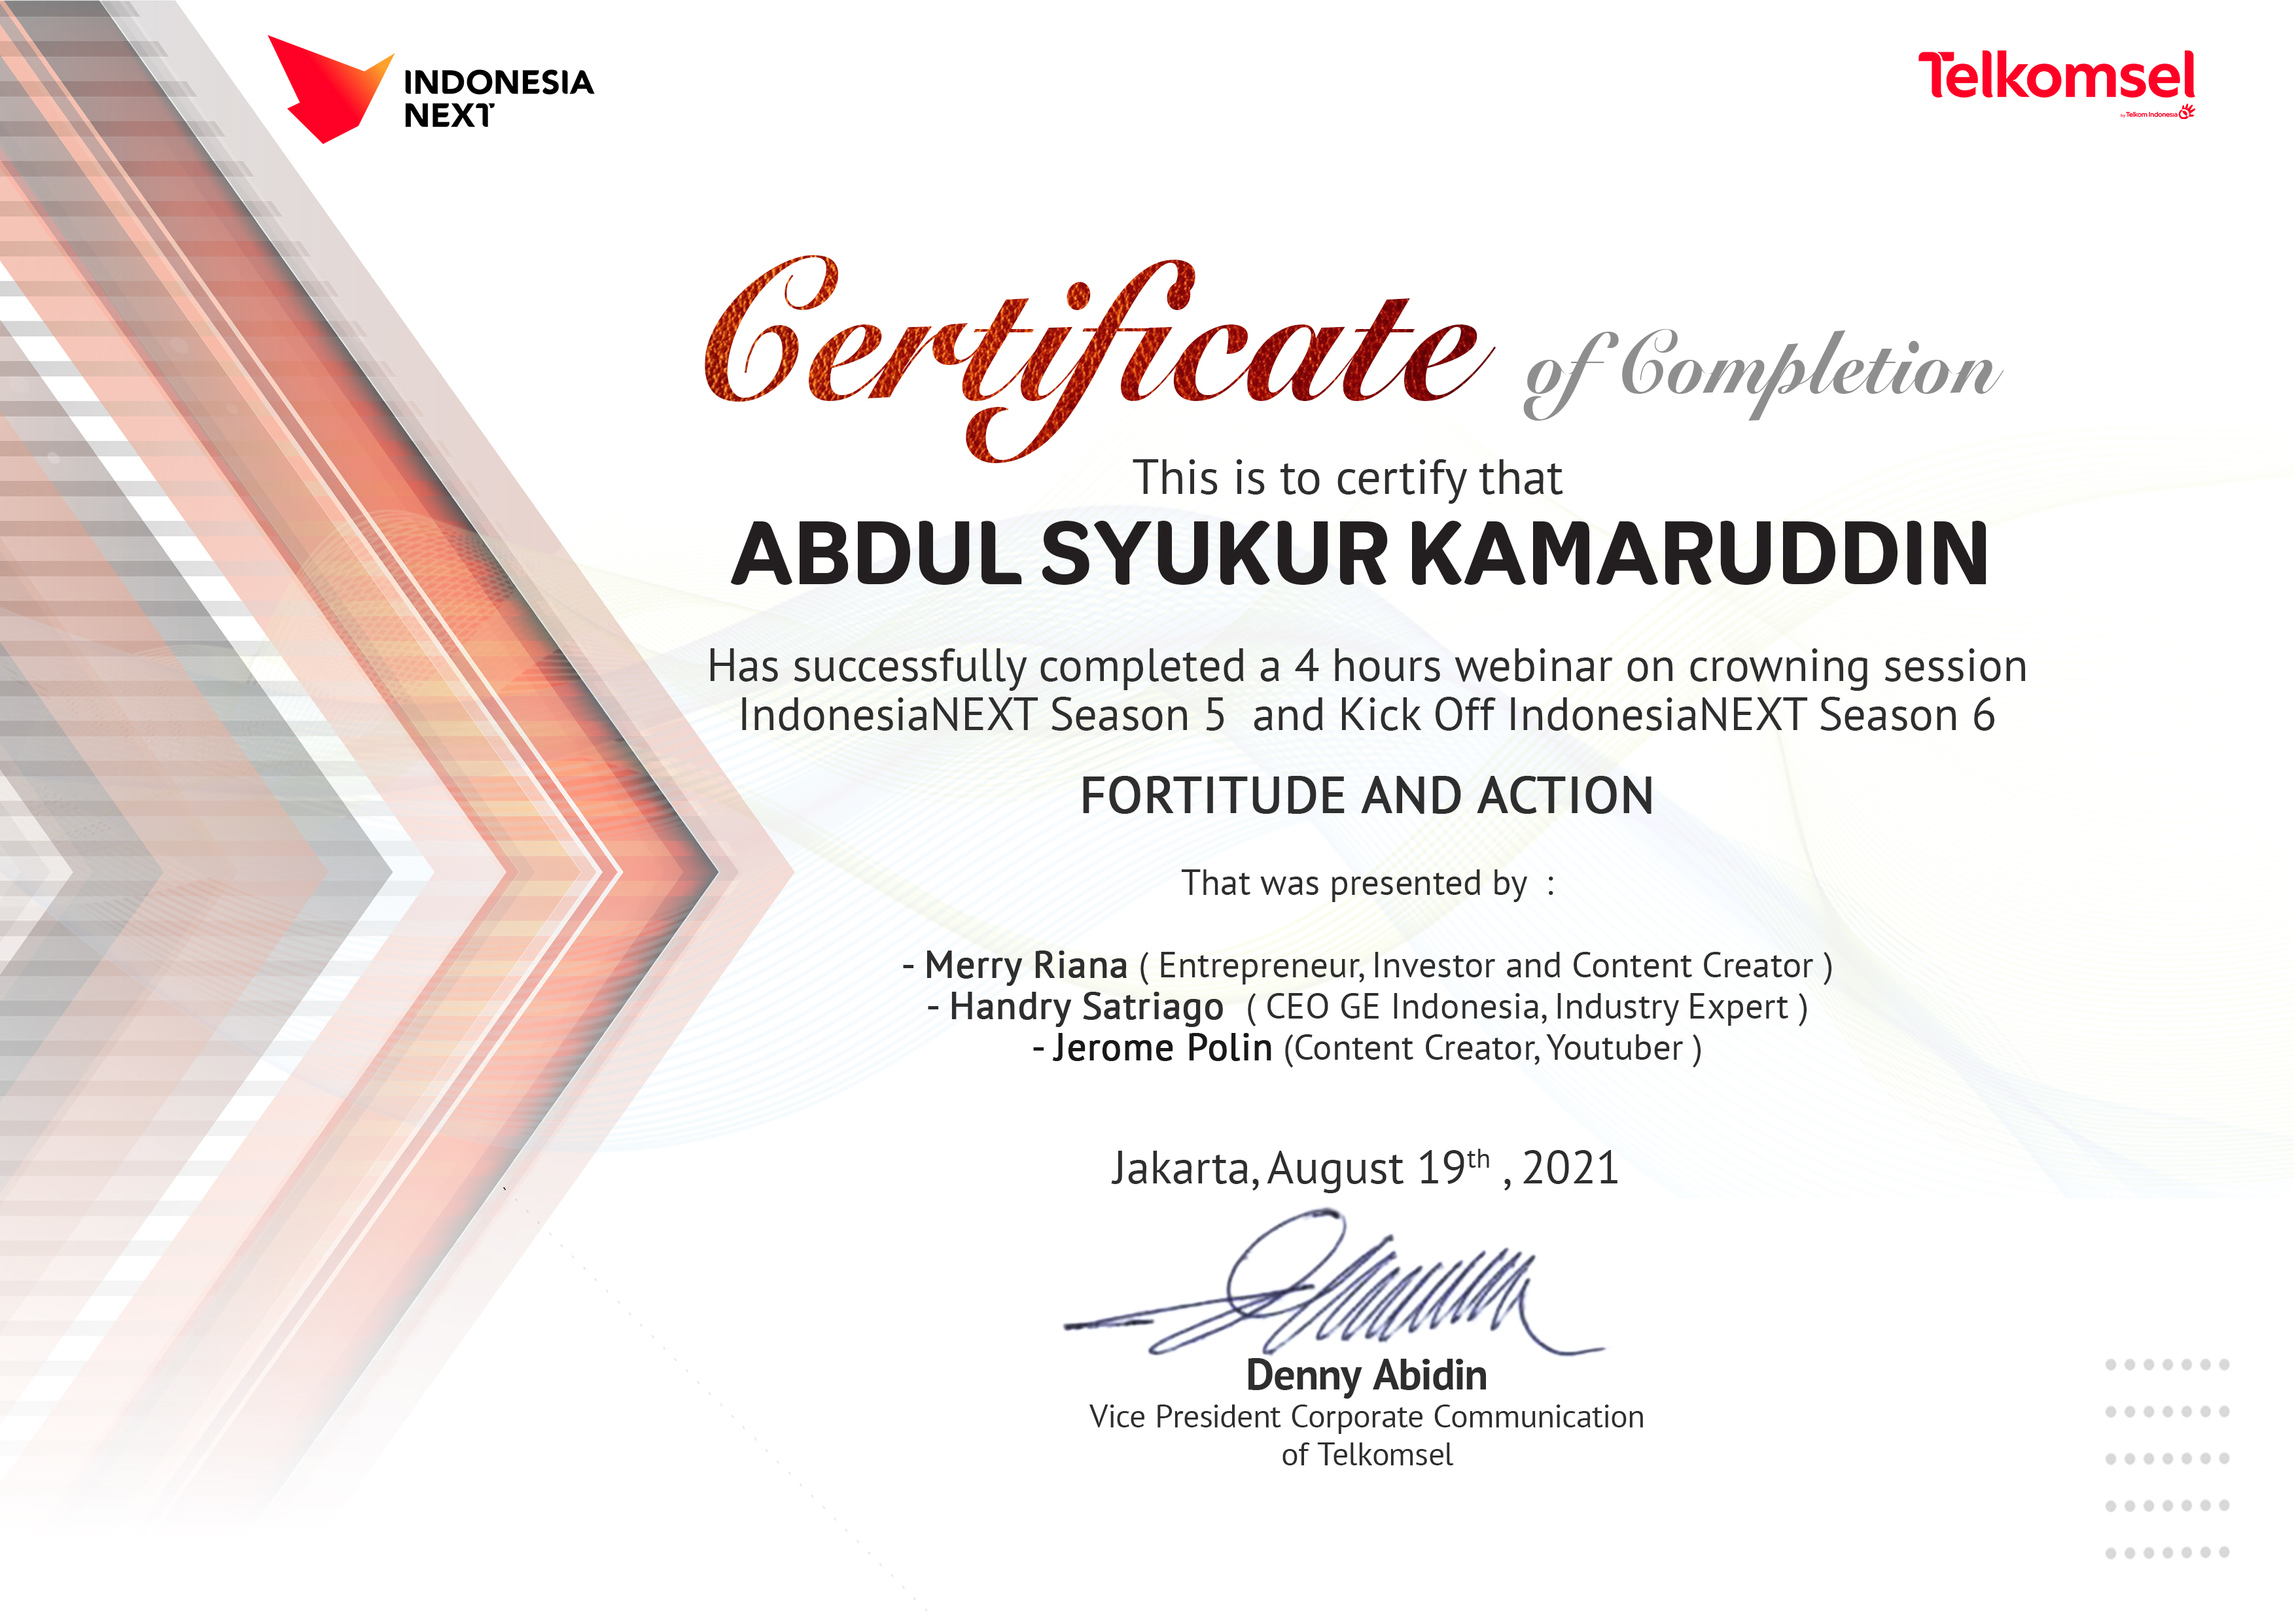 INDONESIA
NEXT
Telkomsel
by Telkom Indonesia
Certificate of Completion
This is to certify that
ABDUL SYUKUR KAMARUDDIN
Has successfully completed a 4 hours webinar on crowning session
IndonesiaNEXT Season 5  and Kick Off IndonesiaNEXT Season 6
FORTITUDE AND ACTION
That was presented by  :
- Merry Riana ( Entrepreneur, Investor and Content Creator )
- Handry Satriago  ( CEO GE Indonesia, Industry Expert )
- Jerome Polin (Content Creator, Youtuber )
Jakarta, August 19th , 2021
Denny Abidin
Vice President Corporate Communication
of Telkomsel